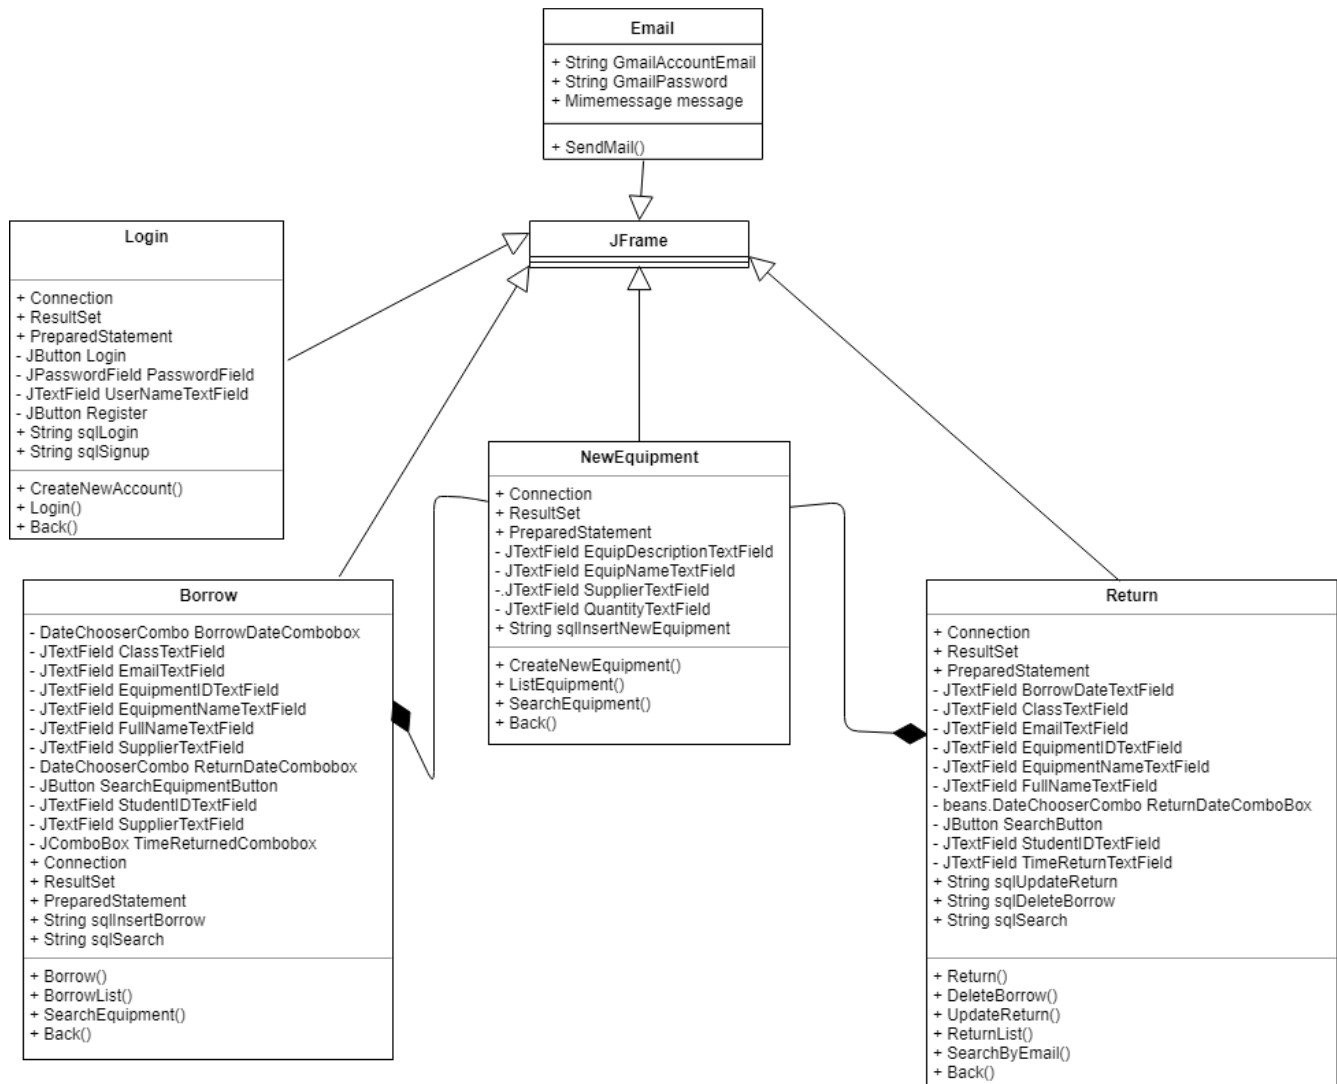 Email
+ String GmailAccountEmail
+ String GmailPassword
+ Mimemessage message
+ SendMail()
JFrame
Login
+ Connection
+ ResultSet
+ PreparedStatement
- JButton Login
- JPasswordField PasswordField
- JTextField UserNameTextField
- JButton Register
+ String sqlLogin
+ String sqlSignup
+ CreateNewAccount()
+ Login()
+ Back()
NewEquipment
+ Connection
+ ResultSet
+ PreparedStatement
- JTextField EquipDescriptionTextField
- JTextField EquipNameTextField
-.JTextField SupplierTextField
- JTextField QuantityTextField
+ String sqlInsertNewEquipment
+ CreateNewEquipment()
+ ListEquipment()
+ SearchEquipment()
+ Back()
Borrow
- DateChooserCombo BorrowDateCombobox
- JTextField ClassTextField
- JTextField EmailTextField
- JTextField EquipmentIDTextField
- JTextField EquipmentNameTextField
- JTextField FullNameTextField
- JTextField SupplierTextField
- DateChooserCombo ReturnDateCombobox
- JButton SearchEquipmentButton
- JTextField StudentIDTextField
- JTextField SupplierTextField
- JComboBox TimeReturnedCombobox
+ Connection
+ ResultSet
+ PreparedStatement
+ String sqlInsertBorrow
+ String sqlSearch
+ Borrow()
+ BorrowList()
+ SearchEquipment()
+ Back()
Return
+ Connection
+ ResultSet
+ PreparedStatement
- JTextField BorrowDateTextField
- JTextField ClassTextField
- JTextField EmailTextField
- JTextField EquipmentIDTextField
- JTextField EquipmentNameTextField
- JTextField FullNameTextField
- beans.DateChooserCombo ReturnDateComboBox
- JButton SearchButton
- JTextField StudentIDTextField
- JTextField TimeReturnTextField
+ String sqlUpdateReturn
+ String sqlDeleteBorrow
+ String sqlSearch
+ Return()
+ DeleteBorrow()
+ UpdateReturn()
+ ReturnList()
+ SearchByEmail()
+ Back()